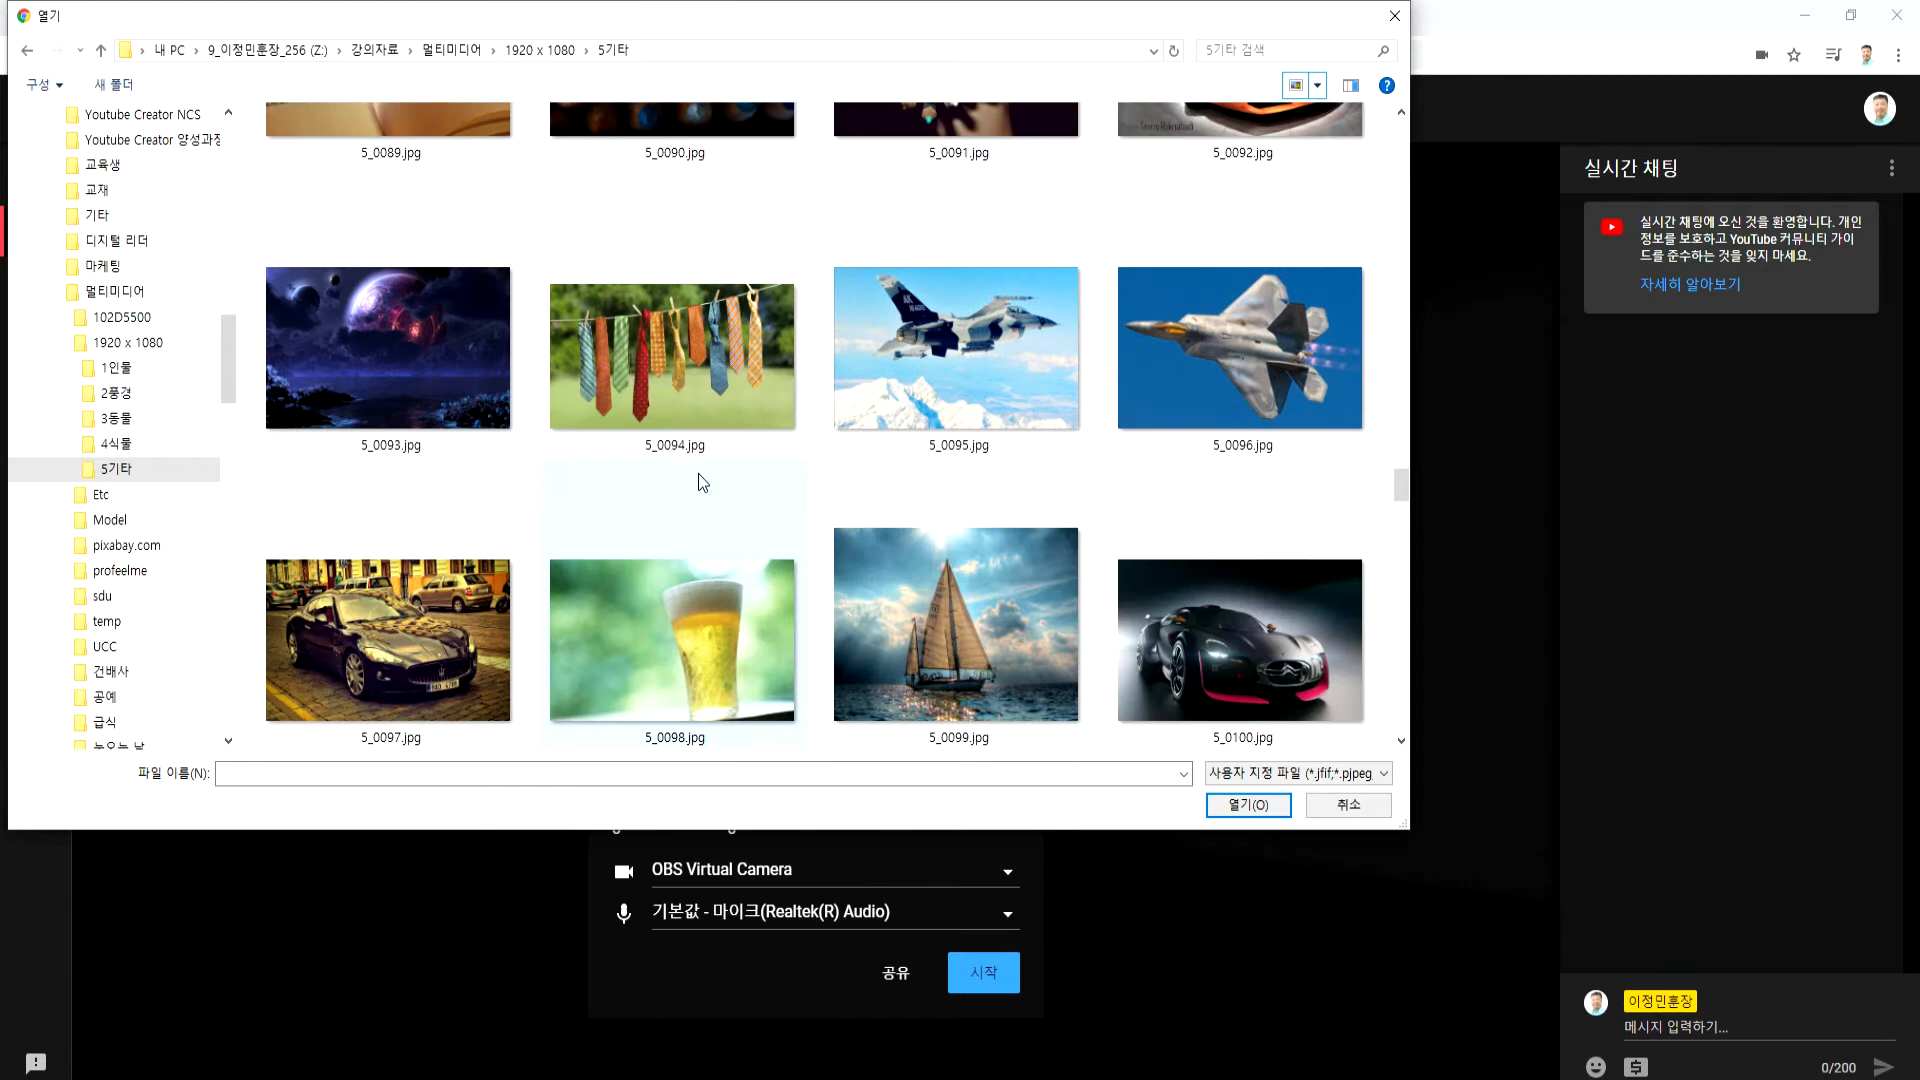 열기
내 PC › 9_이정민훈장_256 (Z:) › 강의자료 › 멀티미디어 › 1920 x 1080 › 5기타
5기타 검색
구성
새 폴더
Youtube Creator NCS
Youtube Creator 양성과정
교육생
교재
기타
디지털 리더
마케팅
멀티미디어
102D5500
1920 x 1080
1인물
2풍경
3동물
4식물
5기타
Etc
Model
pixabay.com
profeelme
sdu
temp
UCC
건배사
공예
급식
5_0089.jpg
5_0090.jpg
5_0091.jpg
5_0092.jpg
AK
5_0093.jpg
5_0094.jpg
5_0095.jpg
5_0096.jpg
5_0097.jpg
5_0098.jpg
5_0099.jpg
5_0100.jpg
파일 이름(N):
사용자 지정 파일 (*.jfif;*.pjpeg
열기(O)
취소
OBS Virtual Camera
기본값 - 마이크(Realtek(R) Audio)
공유
시작
실시간 채팅
실시간 채팅에 오신 것을 환영합니다. 개인
정보를 보호하고 YouTube 커뮤니티 가이
드를 준수하는 것을 잊지 마세요.
자세히 알아보기
이정민훈장
메시지 입력하기...
0/200